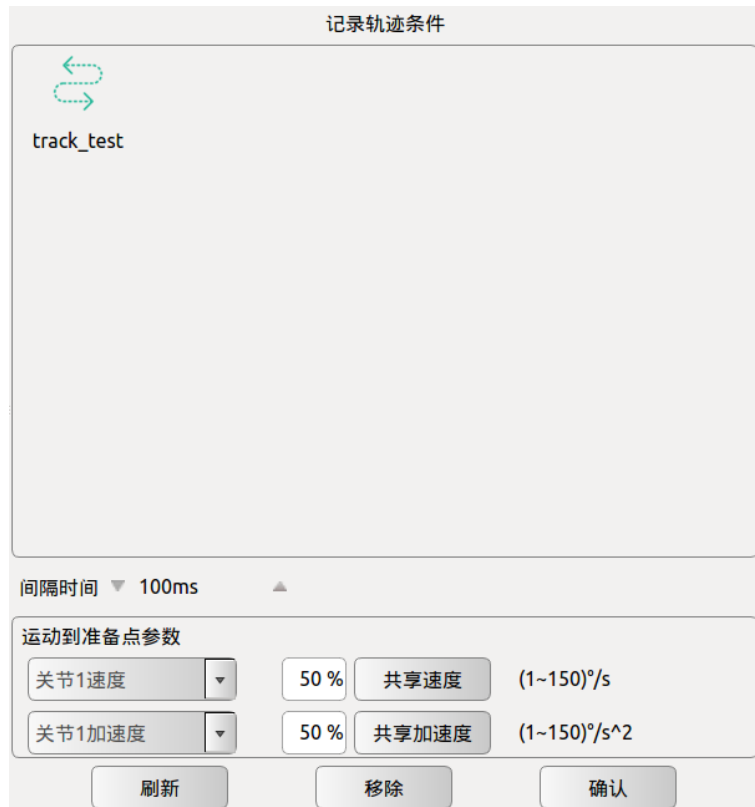 记录轨迹条件
track_test
间隔时间 100ms
运动到准备点参数
关节1速度 50 % 共享速度 (1~150)°/s
关节1加速度 50 % 共享加速度 (1~150)°/s^2
刷新 移除 确认